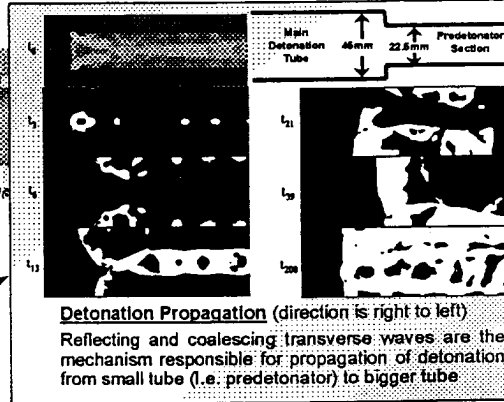 Main
Detonation
Tube
45mm
22.5mm
Predetonator
Section
t₃
t₂₁
t₃₉
t₁₃
t₂₀₀
Detonation Propagation (direction is right to left)
Reflecting and coalescing transverse waves are the
mechanism responsible for propagation of detonation
from small tube (i.e. predetonator) to bigger tube